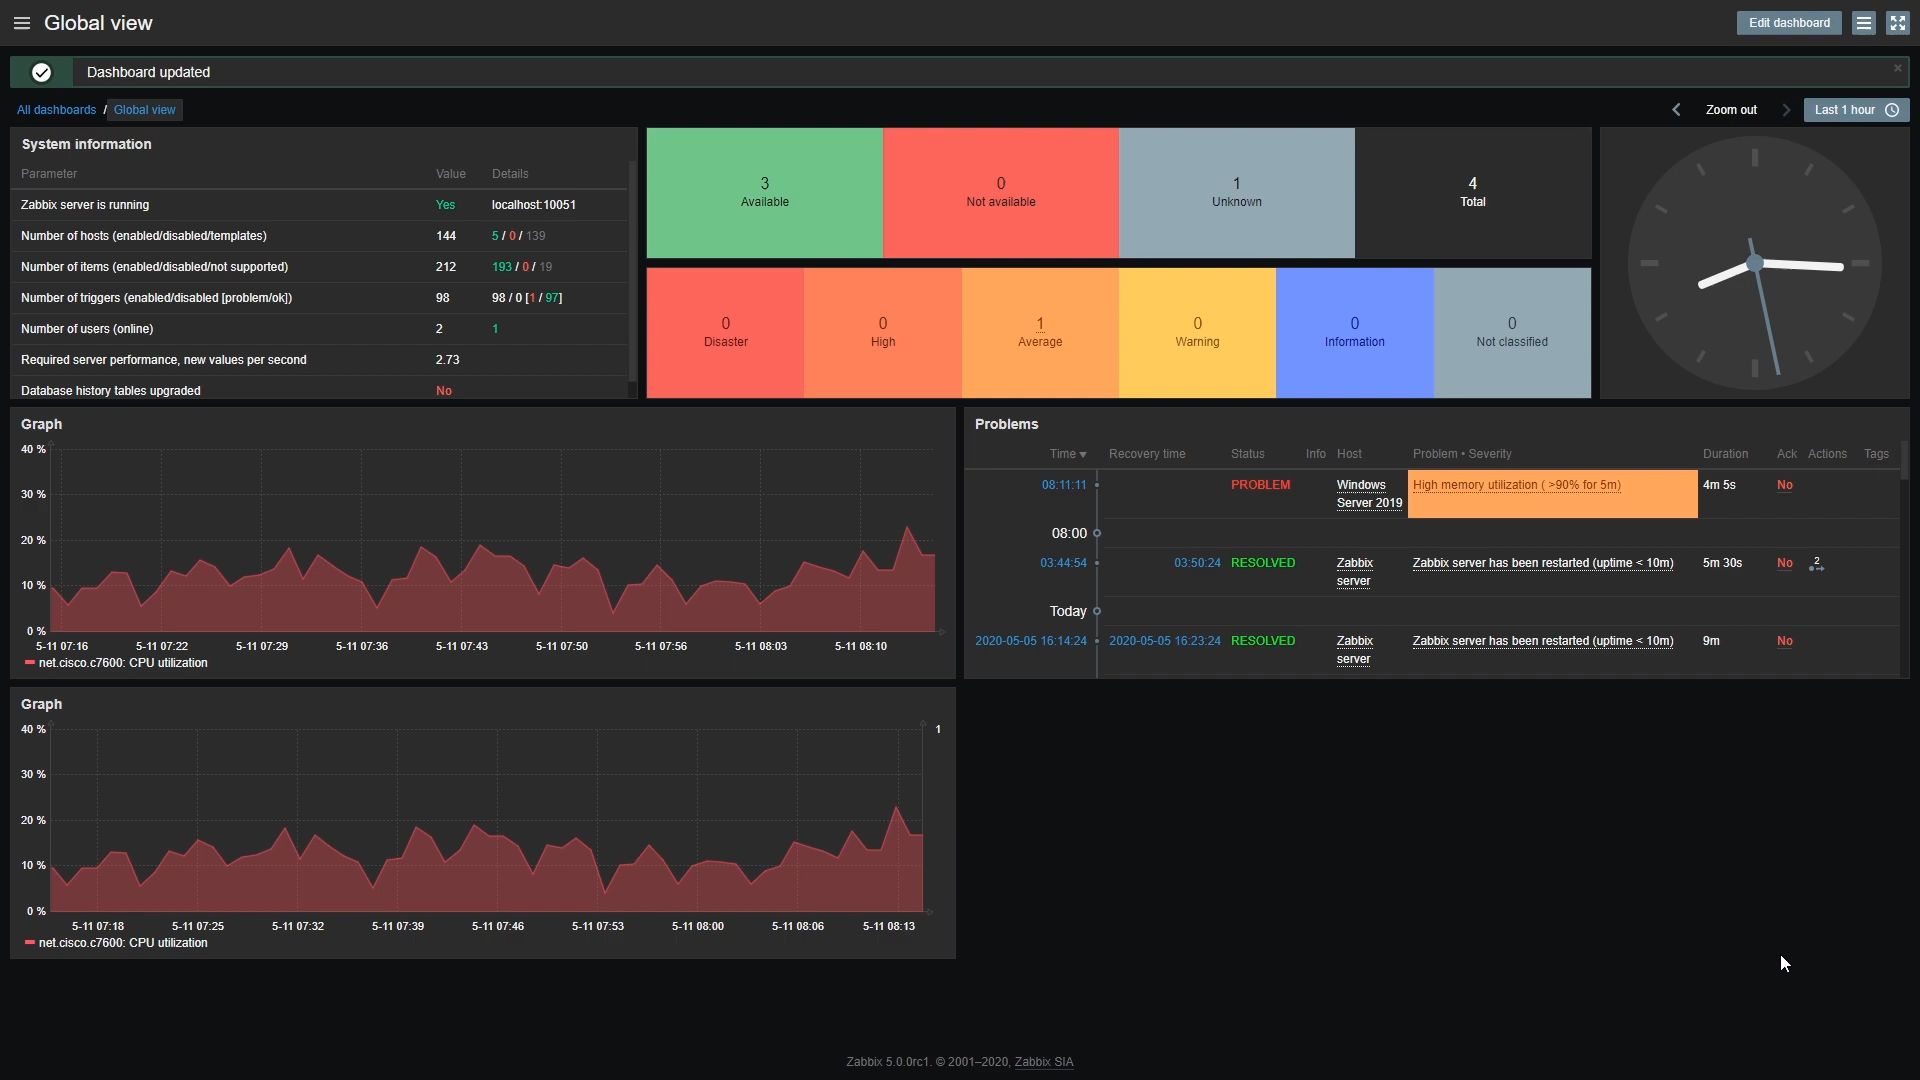 Global view
Edit dashboard
Dashboard updated
All dashboards / Global view
Zoom out
Last 1 hour
System information
Parameter Value Details
Zabbix server is running Yes localhost:10051
Number of hosts (enabled/disabled/templates) 144 5 / 0 / 139
Number of items (enabled/disabled/not supported) 212 193 / 0 / 19
Number of triggers (enabled/disabled [problem/ok]) 98 98 / 0 [1 / 97]
Number of users (online) 2 1
Required server performance, new values per second 2.73
Database history tables upgraded No
3
Available
0
Not available
1
Unknown
4
Total
0
Disaster
0
High
1
Average
0
Warning
0
Information
0
Not classified
Graph
40 %
30 %
20 %
10 %
0 %
5-11 07:16 5-11 07:22 5-11 07:29 5-11 07:36 5-11 07:43 5-11 07:50 5-11 07:56 5-11 08:03 5-11 08:10
net.cisco.c7600: CPU utilization
Problems
Time Recovery time Status Info Host Problem • Severity Duration Ack Actions Tags
08:11:11 PROBLEM Windows Server 2019 High memory utilization ( >90% for 5m) 4m 5s No
08:00
03:44:54 03:50:24 RESOLVED Zabbix server Zabbix server has been restarted (uptime < 10m) 5m 30s No 2
Today
2020-05-05 16:14:24 2020-05-05 16:23:24 RESOLVED Zabbix server Zabbix server has been restarted (uptime < 10m) 9m No
Graph
40 % 1
30 %
20 %
10 %
0 %
5-11 07:18 5-11 07:25 5-11 07:32 5-11 07:39 5-11 07:46 5-11 07:53 5-11 08:00 5-11 08:06 5-11 08:13
net.cisco.c7600: CPU utilization
Zabbix 5.0.0rc1. © 2001–2020, Zabbix SIA